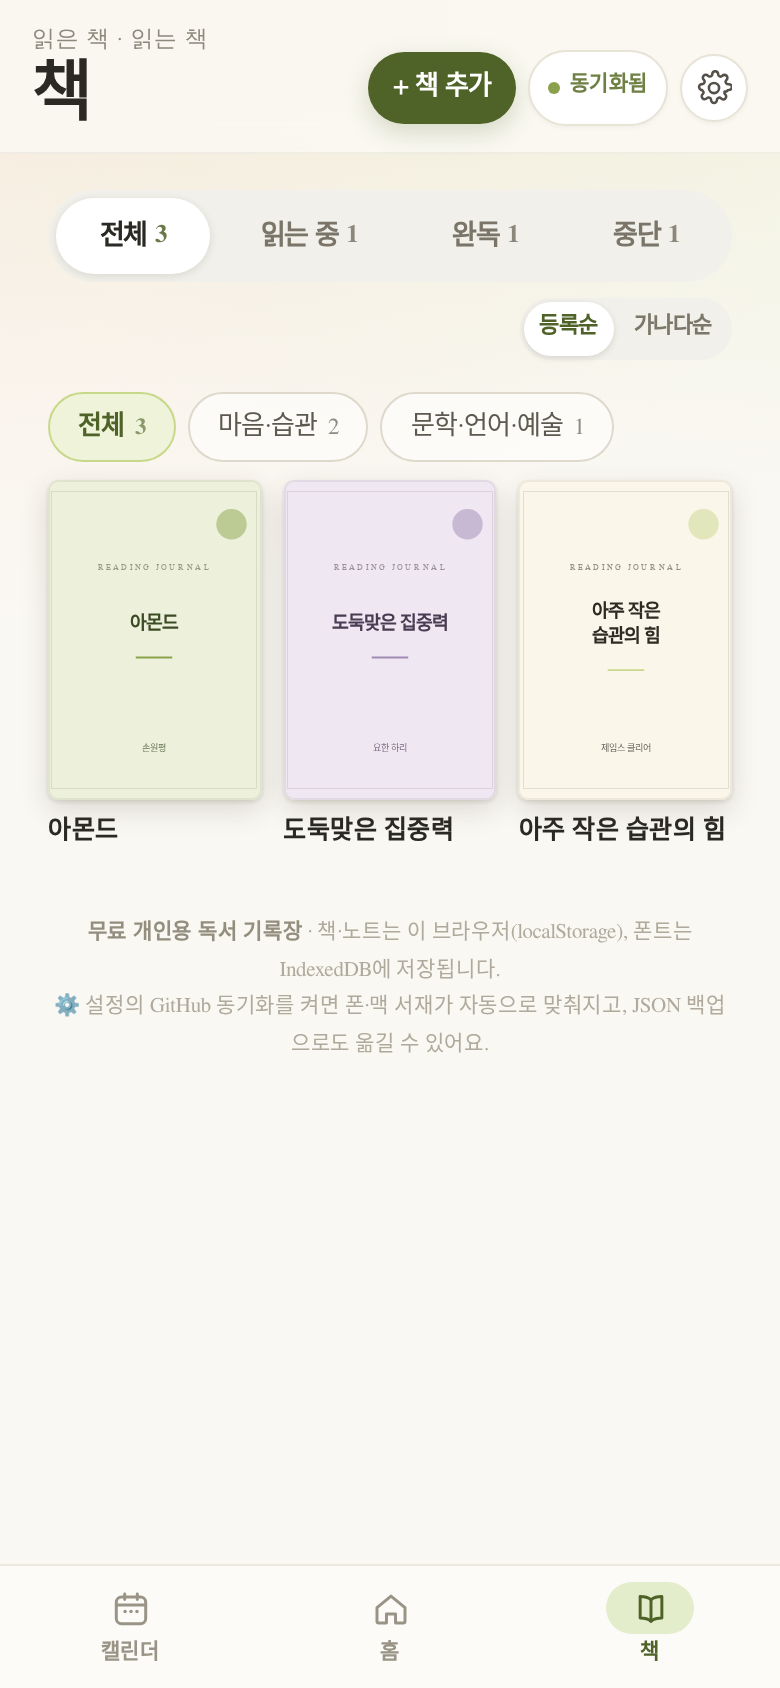 읽은 책 · 읽는 책
책
+ 책 추가
동기화됨
전체 3
읽는 중 1
완독 1
중단 1
등록순
가나다순
전체 3
마음·습관 2
문학·언어·예술 1
READING JOURNAL
아몬드
손원평
READING JOURNAL
도둑맞은 집중력
요한 하리
READING JOURNAL
아주 작은
습관의 힘
제임스 클리어
아몬드
도둑맞은 집중력
아주 작은 습관의 힘
무료 개인용 독서 기록장 · 책·노트는 이 브라우저(localStorage), 폰트는
IndexedDB에 저장됩니다.
⚙️ 설정의 GitHub 동기화를 켜면 폰·맥 서재가 자동으로 맞춰지고, JSON 백업
으로도 옮길 수 있어요.
캘린더
홈
책